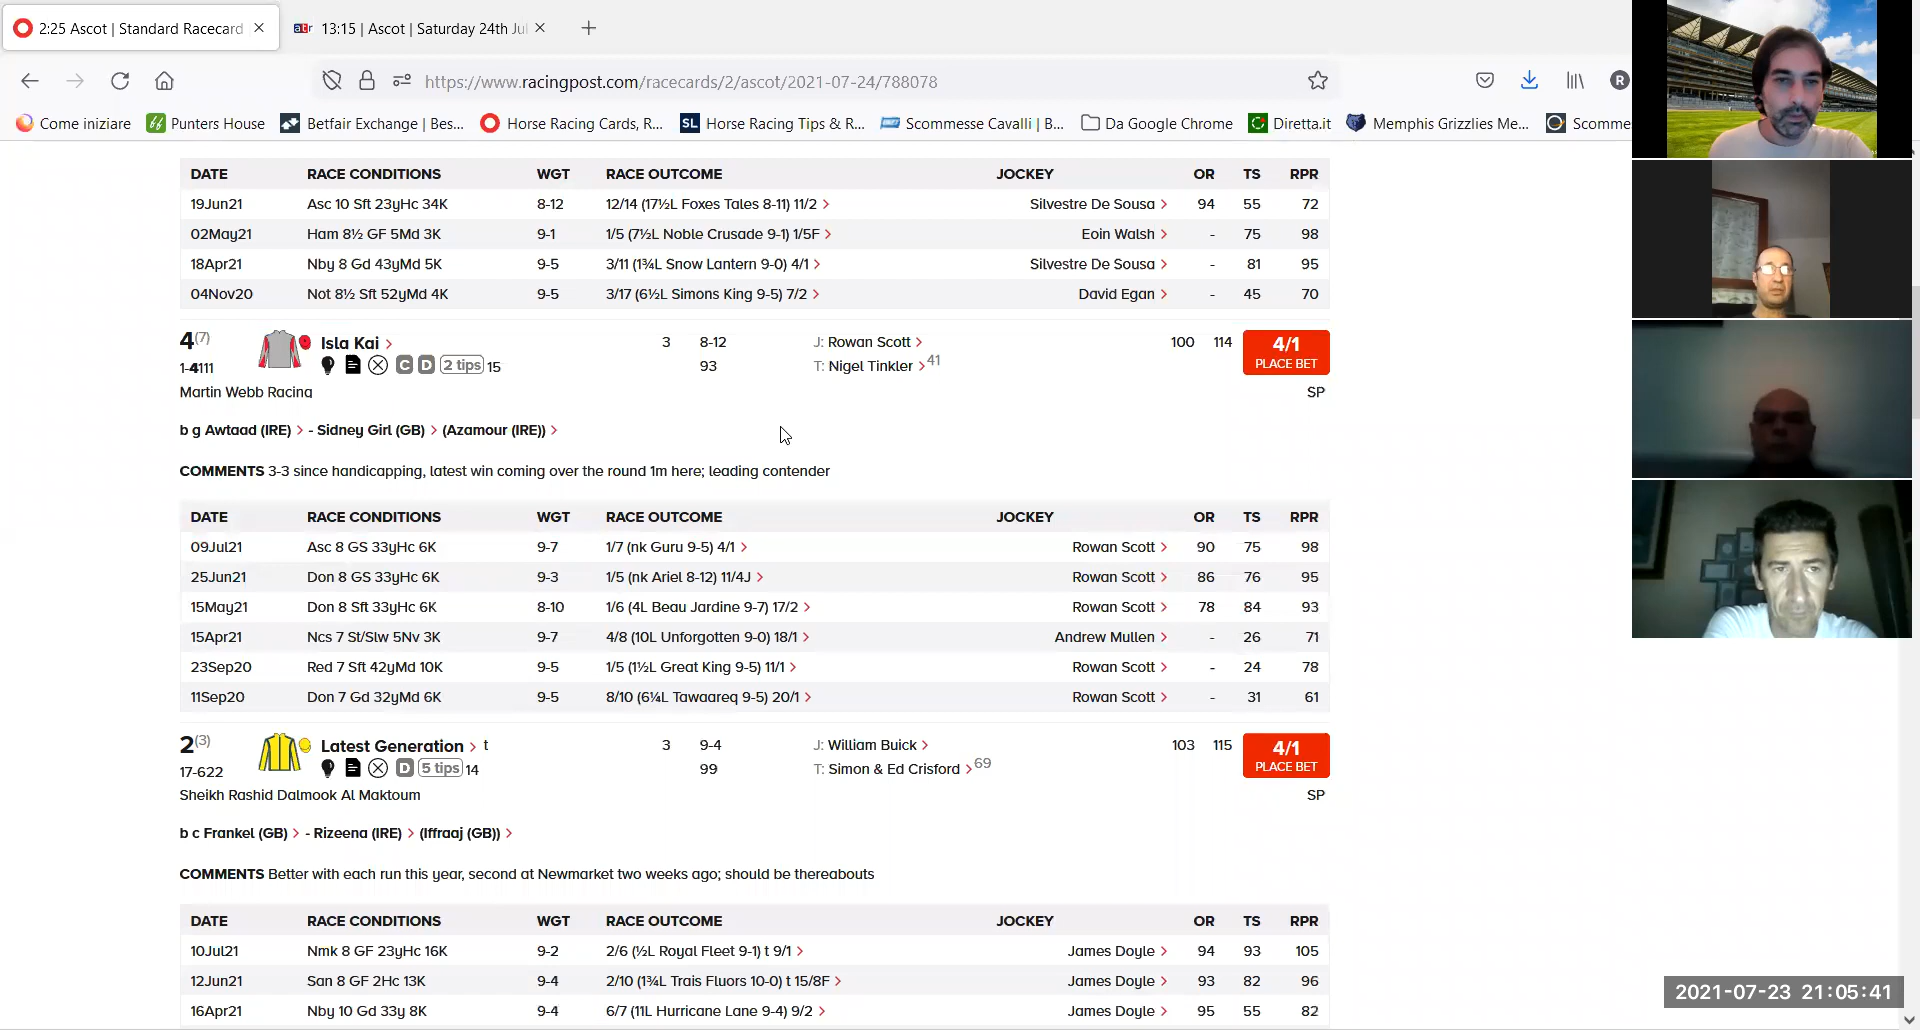 2:25 Ascot | Standard Racecard
atr 13:15 | Ascot | Saturday 24th Jul
https://www.racingpost.com/racecards/2/ascot/2021-07-24/788078 R
Come iniziare Punters House Betfair Exchange | Bes... Horse Racing Cards, R... SL Horse Racing Tips & R... Scommesse Cavalli | B... Da Google Chrome Diretta.it Memphis Grizzlies Me... Scomme
DATE RACE CONDITIONS WGT RACE OUTCOME JOCKEY OR TS RPR
19Jun21 Asc 10 Sft 23yHc 34K 8-12 12/14 (17½L Foxes Tales 8-11) 11/2 Silvestre De Sousa 94 55 72
02May21 Ham 8½ GF 5Md 3K 9-1 1/5 (7½L Noble Crusade 9-1) 1/5F Eoin Walsh - 75 98
18Apr21 Nby 8 Gd 43yMd 5K 9-5 3/11 (1¾L Snow Lantern 9-0) 4/1 Silvestre De Sousa - 81 95
04Nov20 Not 8½ Sft 52yMd 4K 9-5 3/17 (6½L Simons King 9-5) 7/2 David Egan - 45 70
4(7) Isla Kai 3 8-12 J: Rowan Scott 100 114 4/1
1-4111 C D 2 tips 15 93 T: Nigel Tinkler 41 PLACE BET
Martin Webb Racing SP
b g Awtaad (IRE) - Sidney Girl (GB) (Azamour (IRE))
COMMENTS 3-3 since handicapping, latest win coming over the round 1m here; leading contender
DATE RACE CONDITIONS WGT RACE OUTCOME JOCKEY OR TS RPR
09Jul21 Asc 8 GS 33yHc 6K 9-7 1/7 (nk Guru 9-5) 4/1 Rowan Scott 90 75 98
25Jun21 Don 8 GS 33yHc 6K 9-3 1/5 (nk Ariel 8-12) 11/4J Rowan Scott 86 76 95
15May21 Don 8 Sft 33yHc 6K 8-10 1/6 (4L Beau Jardine 9-7) 17/2 Rowan Scott 78 84 93
15Apr21 Ncs 7 St/Slw 5Nv 3K 9-7 4/8 (10L Unforgotten 9-0) 18/1 Andrew Mullen - 26 71
23Sep20 Red 7 Sft 42yMd 10K 9-5 1/5 (1½L Great King 9-5) 11/1 Rowan Scott - 24 78
11Sep20 Don 7 Gd 32yMd 6K 9-5 8/10 (6¼L Tawaareq 9-5) 20/1 Rowan Scott - 31 61
2(3) Latest Generation t 3 9-4 J: William Buick 103 115 4/1
17-622 D 5 tips 14 99 T: Simon & Ed Crisford 69 PLACE BET
Sheikh Rashid Dalmook Al Maktoum SP
b c Frankel (GB) - Rizeena (IRE) (Iffraaj (GB))
COMMENTS Better with each run this year, second at Newmarket two weeks ago; should be thereabouts
DATE RACE CONDITIONS WGT RACE OUTCOME JOCKEY OR TS RPR
10Jul21 Nmk 8 GF 23yHc 16K 9-2 2/6 (½L Royal Fleet 9-1) t 9/1 James Doyle 94 93 105
12Jun21 San 8 GF 2Hc 13K 9-4 2/10 (1¾L Trais Fluors 10-0) t 15/8F James Doyle 93 82 96
16Apr21 Nby 10 Gd 33y 8K 9-4 6/7 (11L Hurricane Lane 9-4) 9/2 James Doyle 95 55 82
2021-07-23 21:05:41